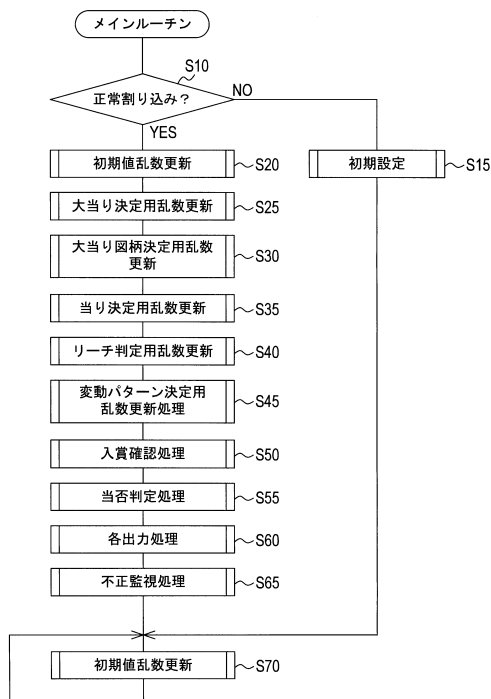 メインルーチン
S10
正常割り込み？
NO
YES
初期値乱数更新
S20
初期設定
S15
大当り決定用乱数更新
S25
大当り図柄決定用乱数
更新
S30
当り決定用乱数更新
S35
リーチ判定用乱数更新
S40
変動パターン決定用
乱数更新処理
S45
入賞確認処理
S50
当否判定処理
S55
各出力処理
S60
不正監視処理
S65
初期値乱数更新
S70